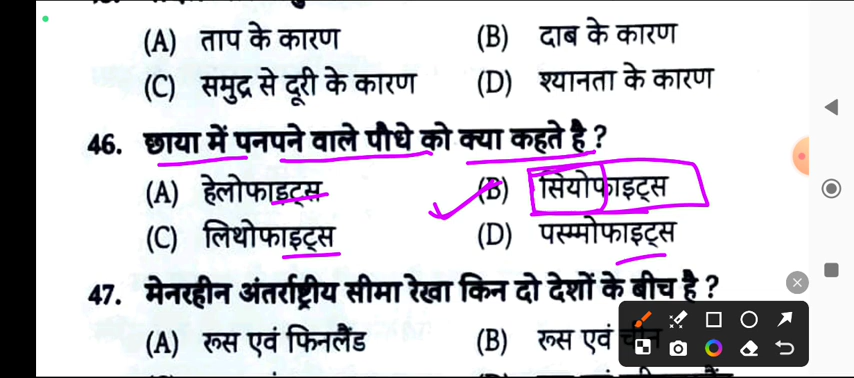 (A) ताप के कारण (B) दाब के कारण
(C) समुद्र से दूरी के कारण (D) श्यानता के कारण
46. छाया में पनपने वाले पौधे को क्या कहते है ?
(A) हेलोफाइट्स (B) सियोफाइट्स
(C) लिथोफाइट्स (D) पस्म्मोफाइट्स
47. मेनरहीन अंतर्राष्ट्रीय सीमा रेखा किन दो देशों के बीच है ?
(A) रूस एवं फिनलैंड (B) रूस एवं चीन